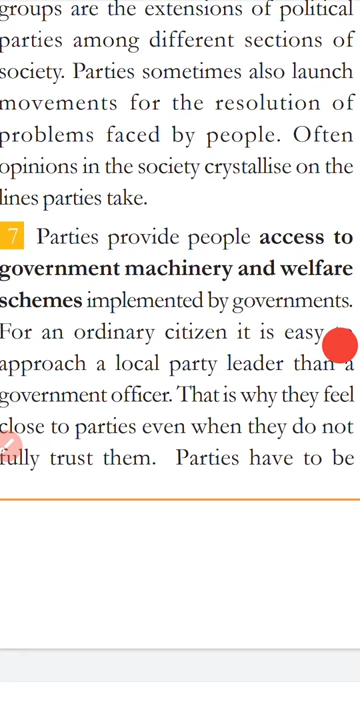 groups are the extensions of political
parties among different sections of
society. Parties sometimes also launch
movements for the resolution of
problems faced by people. Often
opinions in the society crystallise on the
lines parties take.
7 Parties provide people access to
government machinery and welfare
schemes implemented by governments.
For an ordinary citizen it is easy
approach a local party leader than a
government officer. That is why they feel
close to parties even when they do not
fully trust them. Parties have to be